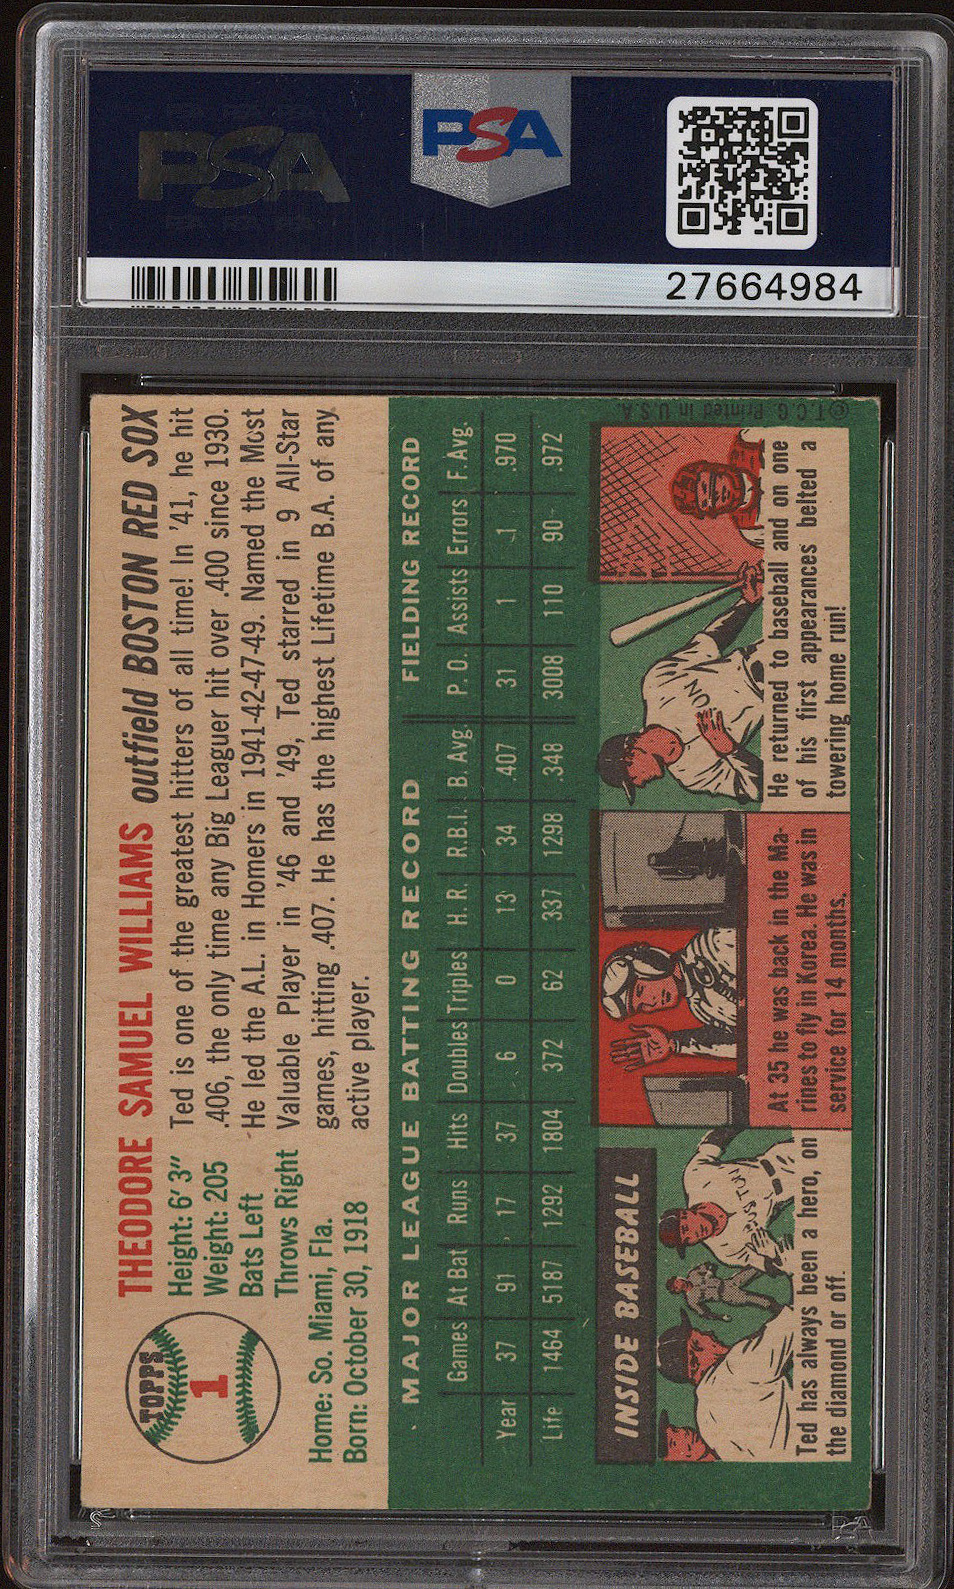 PSA
PSA
27664984
TOPPS
1
THEODORE SAMUEL WILLIAMS outfield BOSTON RED SOX
Height: 6' 3"
Weight: 205
Bats Left
Throws Right
Home: So. Miami, Fla.
Born: October 30, 1918
Ted is one of the greatest hitters of all time! In '41, he hit
.406, the only time any Big Leaguer hit over .400 since 1930.
He led the A.L. in Homers in 1941-42-47-49. Named the Most
Valuable Player in '46 and '49, Ted starred in 9 All-Star
games, hitting .407. He has the highest Lifetime B.A. of any
active player.
MAJOR LEAGUE BATTING RECORD FIELDING RECORD
Games At Bat Runs Hits Doubles Triples H. R. R.B.I. B. Avg. P. O. Assists Errors F. Avg.
Year 37 91 17 37 6 0 13 34 .407 31 1 1 .970
Life 1464 5187 1292 1804 372 62 337 1298 .348 3008 110 90 .972
INSIDE BASEBALL
Ted has always been a hero, on
the diamond or off.
At 35 he was back in the Ma-
rines to fly in Korea. He was in
service for 14 months.
He returned to baseball and on one
of his first appearances belted a
towering home run!
©T.C.G. Printed in U.S.A.